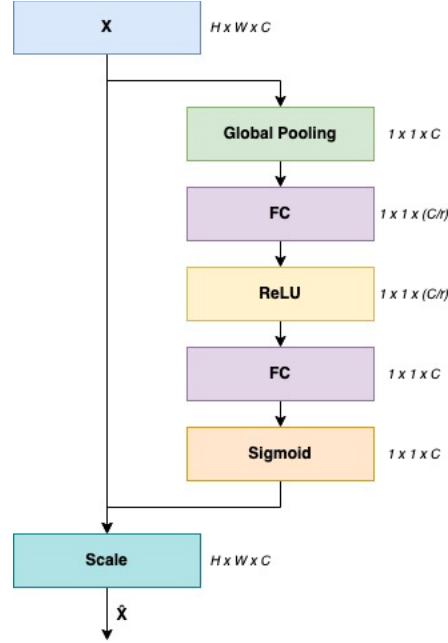 X H x W x C
Global Pooling 1 x 1 x C
FC 1 x 1 x (C/r)
ReLU 1 x 1 x (C/r)
FC 1 x 1 x C
Sigmoid 1 x 1 x C
Scale H x W x C
X̂